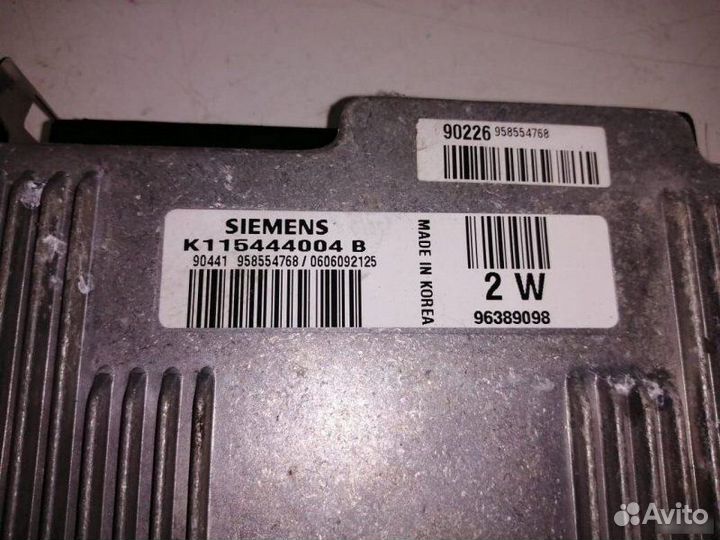 90226 958554768
SIEMENS
K115444004 B
90441 958554768 / 0606092125
MADE IN KOREA
2 W
96389098
Avito